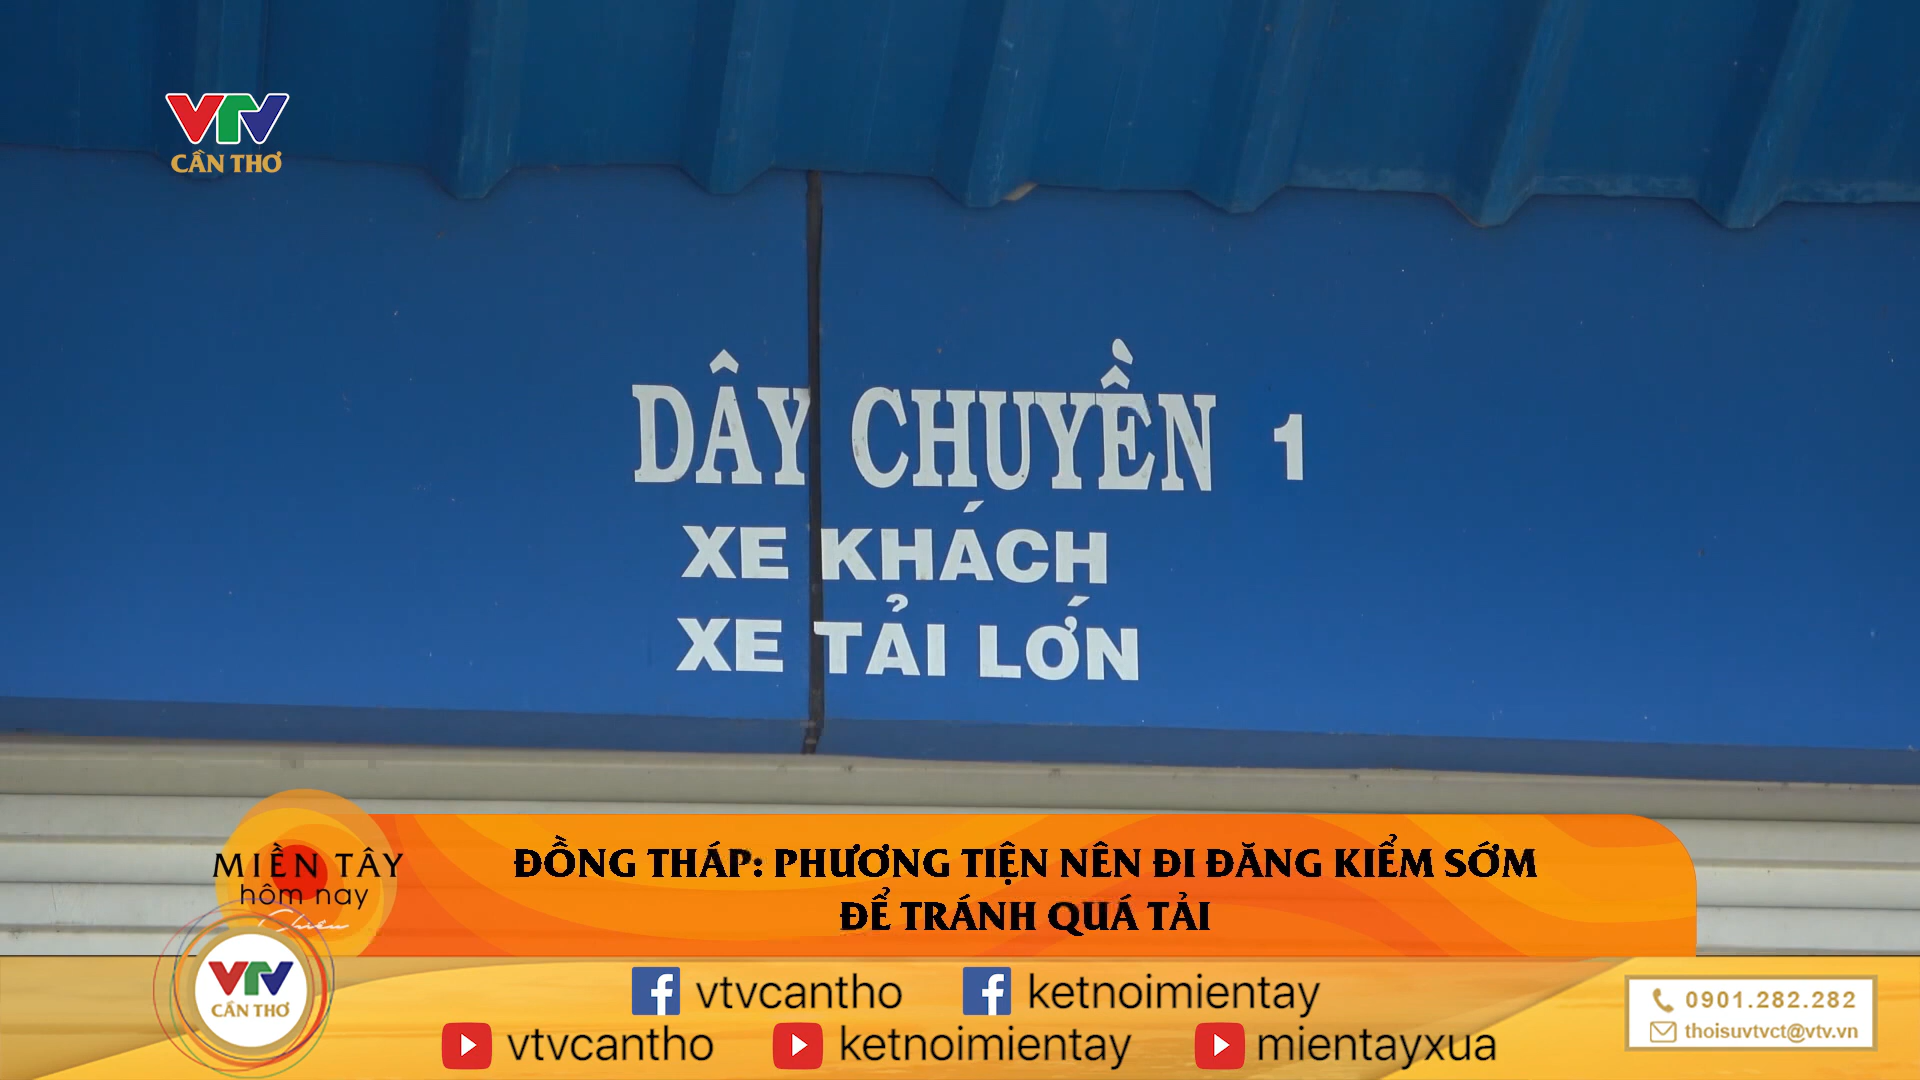 VTV
CẦN THƠ
DÂY CHUYỀN 1
XE KHÁCH
XE TẢI LỚN
MIỀN TÂY
hôm nay
Chiều
ĐỒNG THÁP: PHƯƠNG TIỆN NÊN ĐI ĐĂNG KIỂM SỚM
ĐỂ TRÁNH QUÁ TẢI
VTV
CẦN THƠ
vtvcantho ketnoimientay
vtvcantho ketnoimientay mientayxua
0901.282.282
thoisuvtvct@vtv.vn